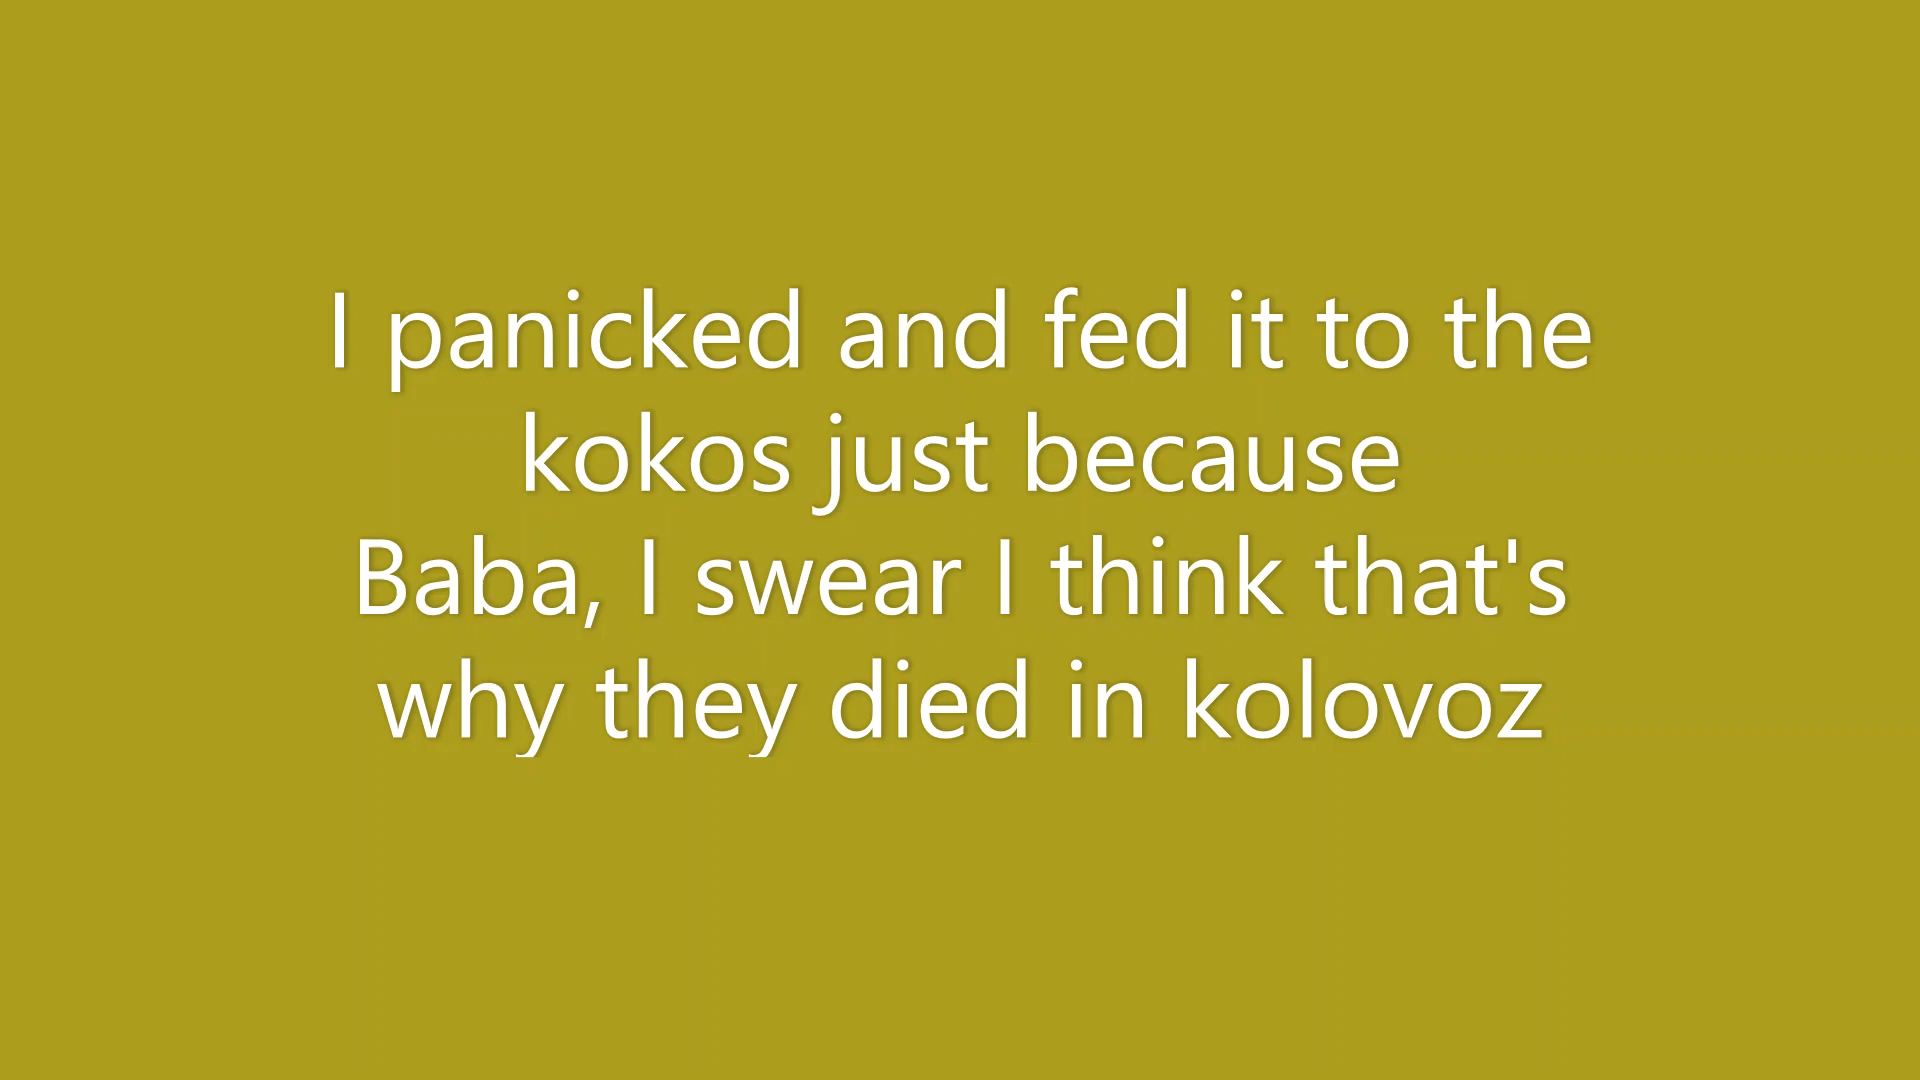 I panicked and fed it to the
kokos just because
Baba, I swear I think that's
why they died in kolovoz